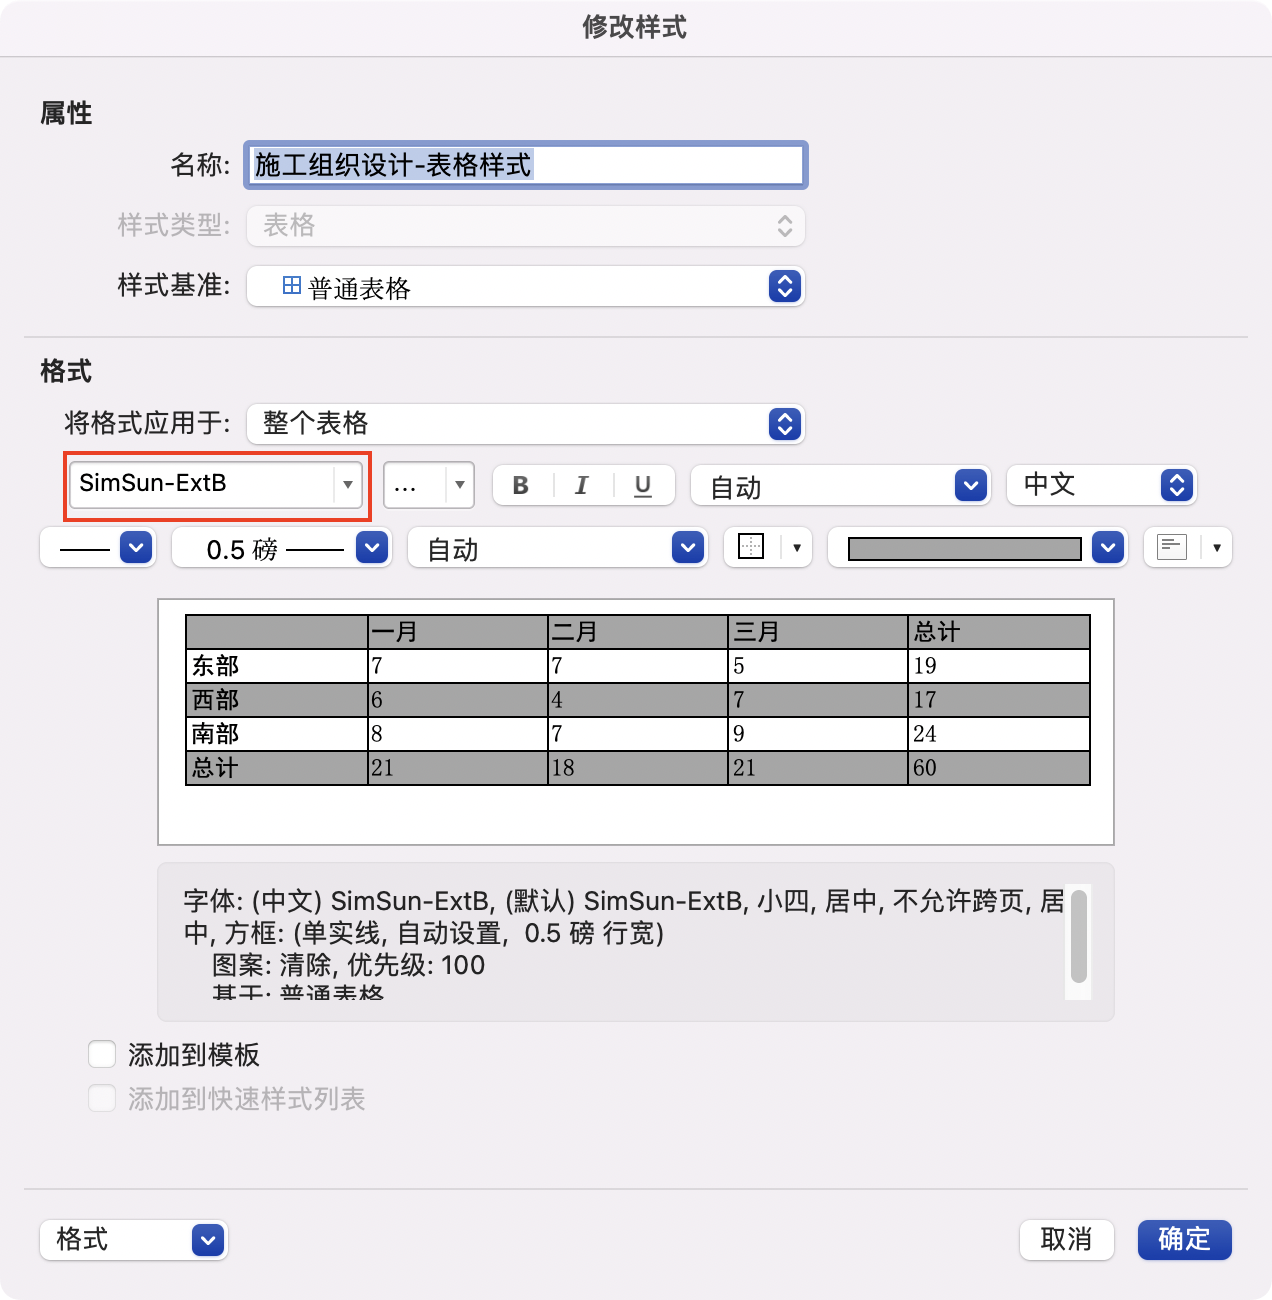 修改样式
属性
名称: 施工组织设计-表格样式
样式类型: 表格
样式基准: 普通表格
格式
将格式应用于: 整个表格
SimSun-ExtB ... B I U 自动 中文
0.5 磅 自动
一月 二月 三月 总计
东部 7 7 5 19
西部 6 4 7 17
南部 8 7 9 24
总计 21 18 21 60
字体: (中文) SimSun-ExtB, (默认) SimSun-ExtB, 小四, 居中, 不允许跨页, 居
中, 方框: (单实线, 自动设置,  0.5 磅 行宽)
图案: 清除, 优先级: 100
基于: 普通表格
添加到模板
添加到快速样式列表
格式 取消 确定